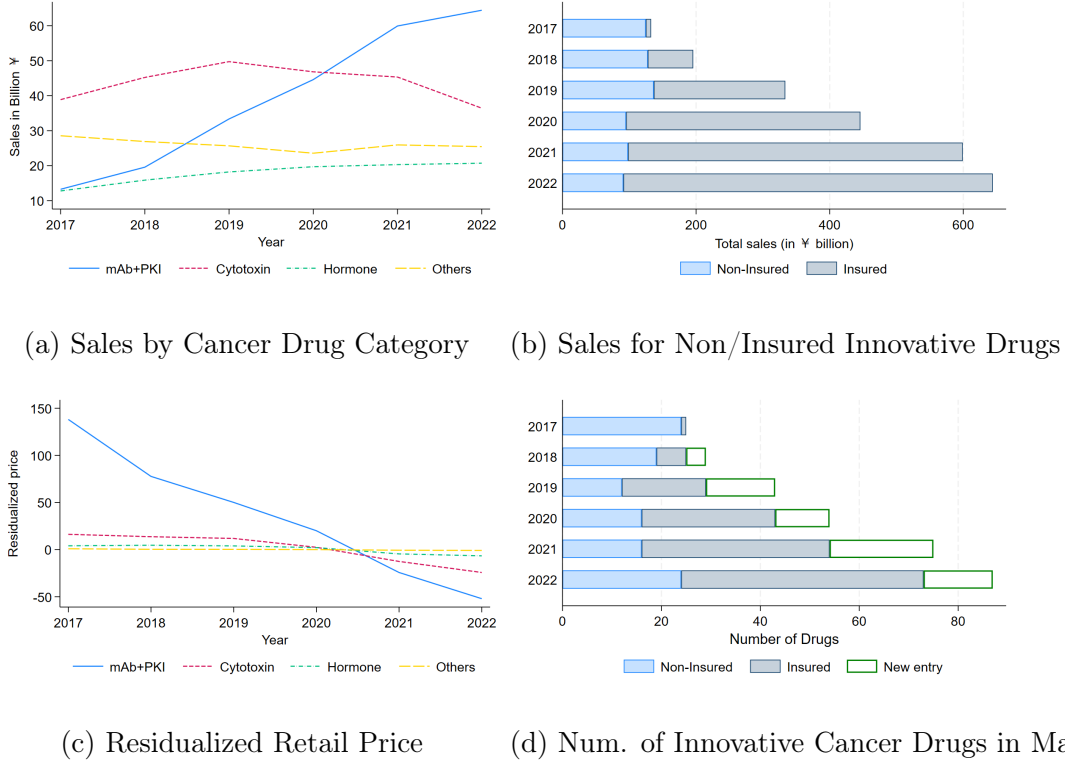 60
50
40
30
20
10
Sales in Billion ¥
2017 2018 2019 2020 2021 2022
Year
mAb+PKI Cytotoxin Hormone Others
(a) Sales by Cancer Drug Category
2017
2018
2019
2020
2021
2022
0 200 400 600
Total sales (in ¥ billion)
Non-Insured Insured
(b) Sales for Non/Insured Innovative Drugs
150
100
50
0
-50
Residualized price
2017 2018 2019 2020 2021 2022
Year
mAb+PKI Cytotoxin Hormone Others
(c) Residualized Retail Price
2017
2018
2019
2020
2021
2022
0 20 40 60 80
Number of Drugs
Non-Insured Insured New entry
(d) Num. of Innovative Cancer Drugs in Ma